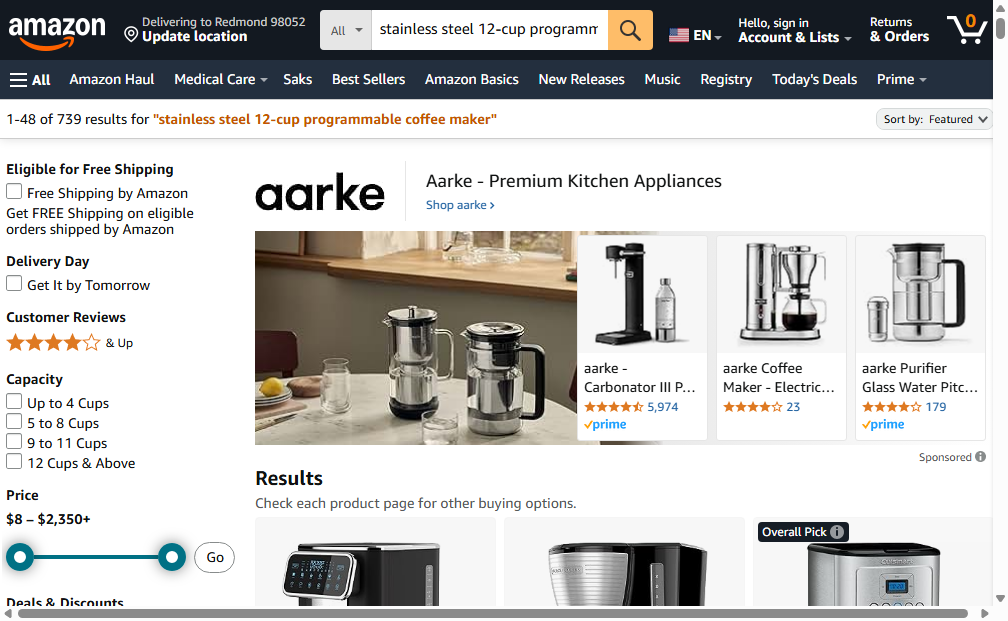 amazon
Delivering to Redmond 98052
Update location
All
stainless steel 12-cup programm
EN
Hello, sign in
Account & Lists
Returns
& Orders
0
All
Amazon Haul
Medical Care
Saks
Best Sellers
Amazon Basics
New Releases
Music
Registry
Today's Deals
Prime
1-48 of 739 results for "stainless steel 12-cup programmable coffee maker"
Sort by: Featured
Eligible for Free Shipping
Free Shipping by Amazon
Get FREE Shipping on eligible
orders shipped by Amazon
Delivery Day
Get It by Tomorrow
Customer Reviews
& Up
Capacity
Up to 4 Cups
5 to 8 Cups
9 to 11 Cups
12 Cups & Above
Price
$8 – $2,350+
Go
Deals & Discounts
aarke
Aarke - Premium Kitchen Appliances
Shop aarke ›
aarke -
Carbonator III P...
5,974
prime
aarke Coffee
Maker - Electric...
23
aarke Purifier
Glass Water Pitc...
179
prime
Sponsored
Results
Check each product page for other buying options.
Overall Pick